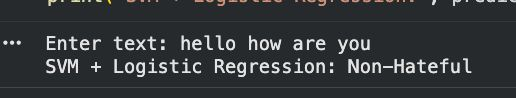 Enter text: hello how are you
SVM + Logistic Regression: Non-Hateful